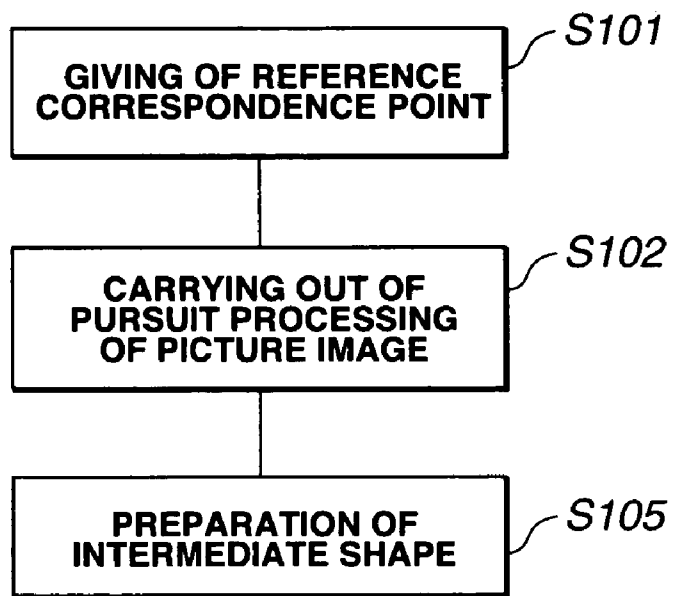 S101
GIVING OF REFERENCE
CORRESPONDENCE POINT
S102
CARRYING OUT OF
PURSUIT PROCESSING
OF PICTURE IMAGE
S105
PREPARATION OF
INTERMEDIATE SHAPE